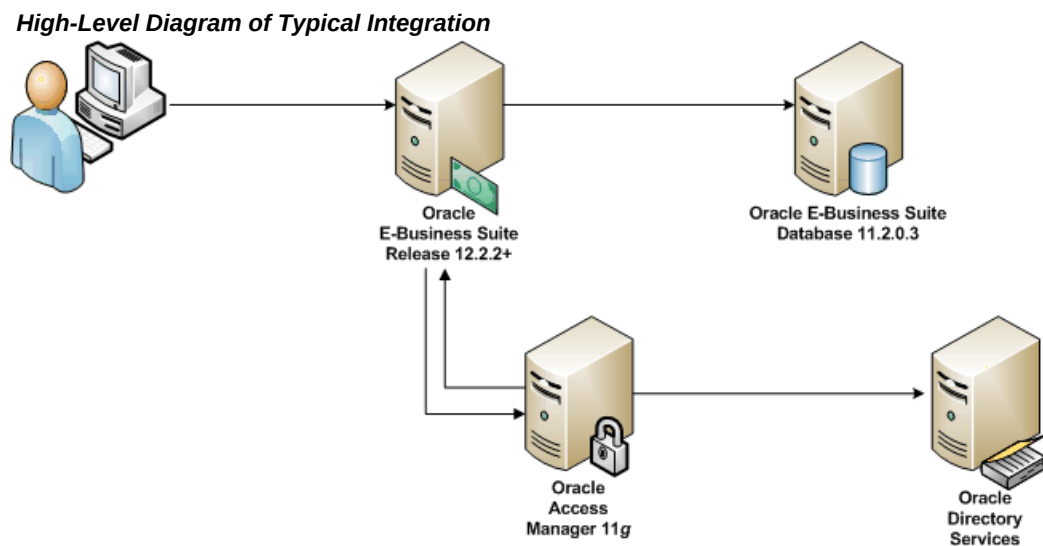 High-Level Diagram of Typical Integration
Oracle
E-Business Suite
Release 12.2.2+
Oracle E-Business Suite
Database 11.2.0.3
Oracle
Access
Manager 11g
Oracle
Directory
Services